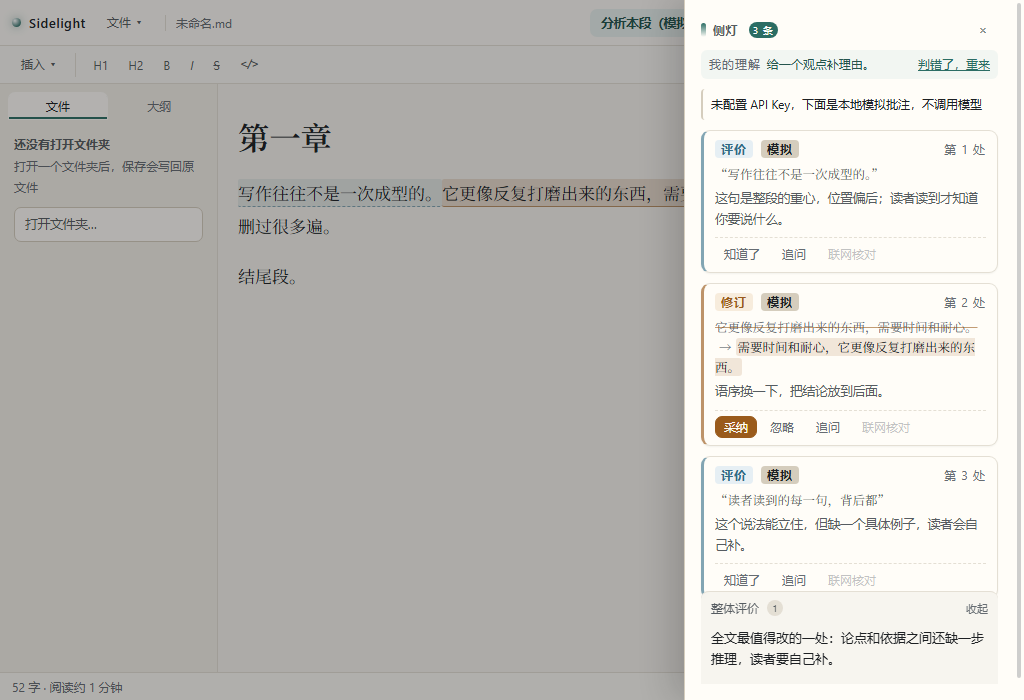 Sidelight 文件 未命名.md 分析本段（模拟
插入 H1 H2 B I S </>
文件 大纲
还没有打开文件夹
打开一个文件夹后，保存会写回原
文件
打开文件夹...
第一章
写作往往不是一次成型的。它更像反复打磨出来的东西，需要
删过很多遍。
结尾段。
52 字 · 阅读约 1 分钟
侧灯 3 条 ×
我的理解 给一个观点补理由。 判错了，重来
未配置 API Key，下面是本地模拟批注，不调用模型
评价 模拟 第 1 处
“写作往往不是一次成型的。”
这句是整段的重心，位置偏后；读者读到才知道
你要说什么。
知道了 追问 联网核对
修订 模拟 第 2 处
它更像反复打磨出来的东西，需要时间和耐心。
→ 需要时间和耐心，它更像反复打磨出来的东
西。
语序换一下，把结论放到后面。
采纳 忽略 追问 联网核对
评价 模拟 第 3 处
“读者读到的每一句，背后都”
这个说法能立住，但缺一个具体例子，读者会自
己补。
知道了 追问 联网核对
整体评价 1 收起
全文最值得改的一处：论点和依据之间还缺一步
推理，读者要自己补。